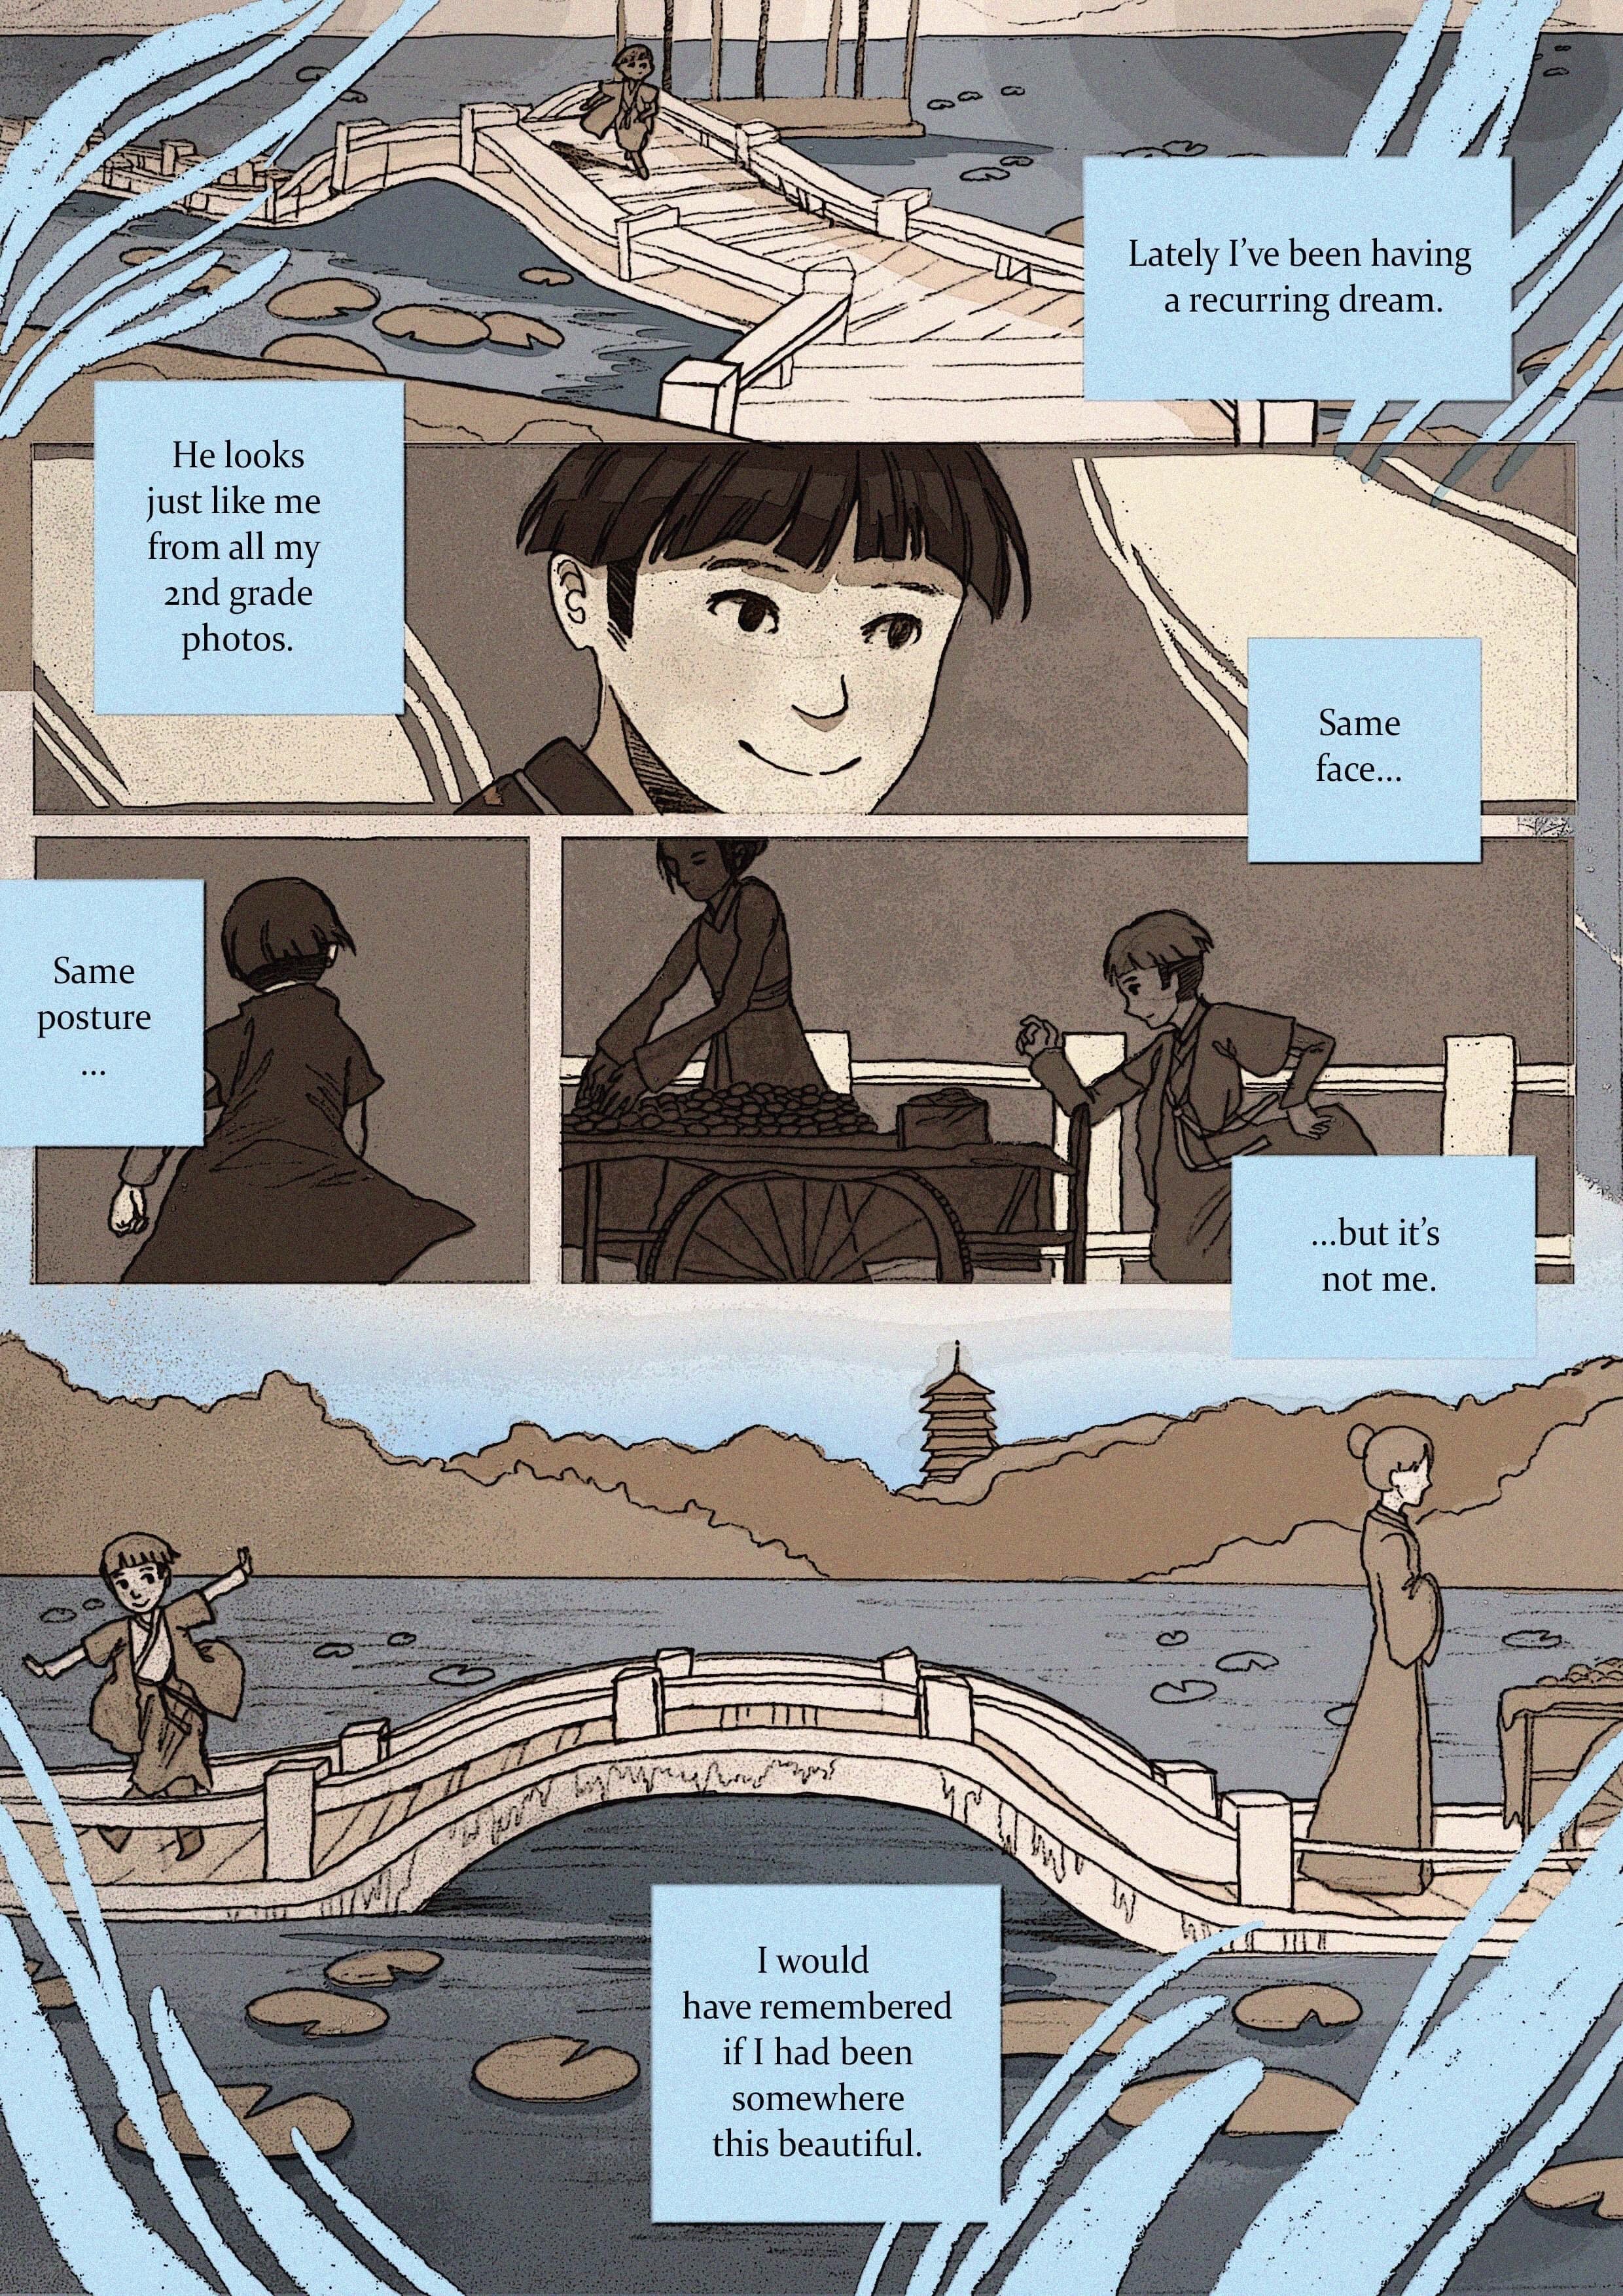 Lately I’ve been having
a recurring dream.
He looks
just like me
from all my
2nd grade
photos.
Same
face...
Same
posture
...
...but it’s
not me.
I would
have remembered
if I had been
somewhere
this beautiful.